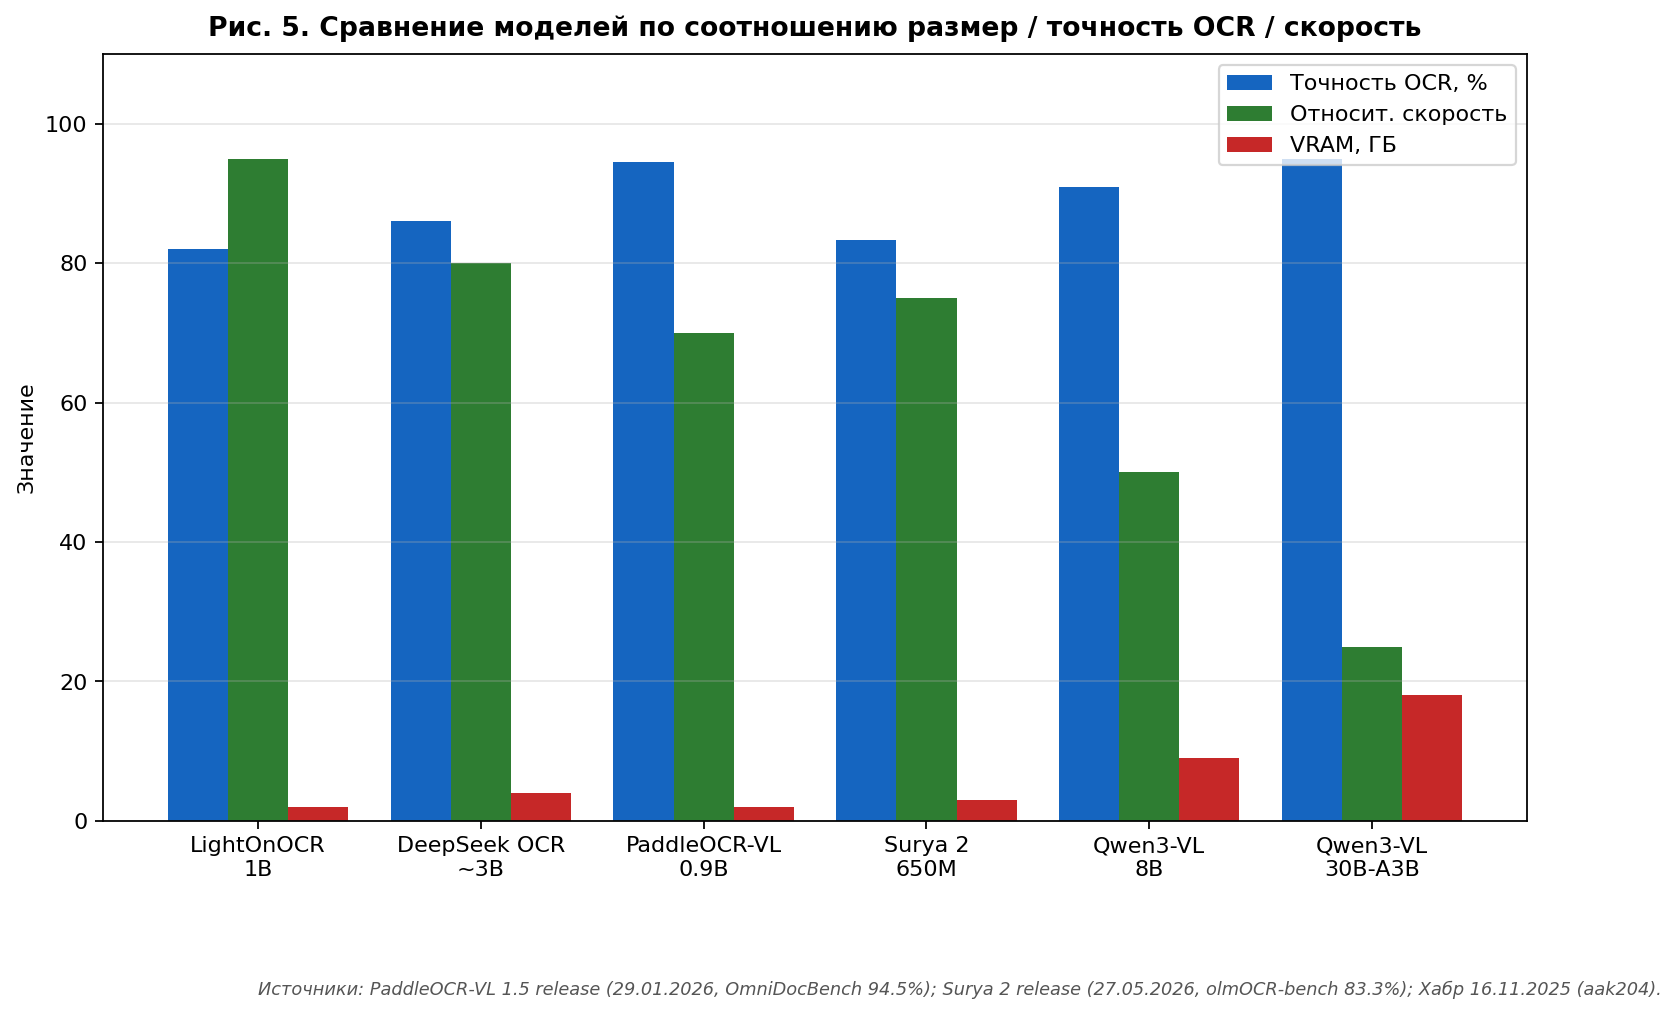 Рис. 5. Сравнение моделей по соотношению размер / точность OCR / скорость
Точность OCR, %
Относит. скорость
VRAM, ГБ
Значение
100
80
60
40
20
0
LightOnOCR
1B
DeepSeek OCR
~3B
PaddleOCR-VL
0.9B
Surya 2
650M
Qwen3-VL
8B
Qwen3-VL
30B-A3B
Источники: PaddleOCR-VL 1.5 release (29.01.2026, OmniDocBench 94.5%); Surya 2 release (27.05.2026, olmOCR-bench 83.3%); Хабр 16.11.2025 (aak204).